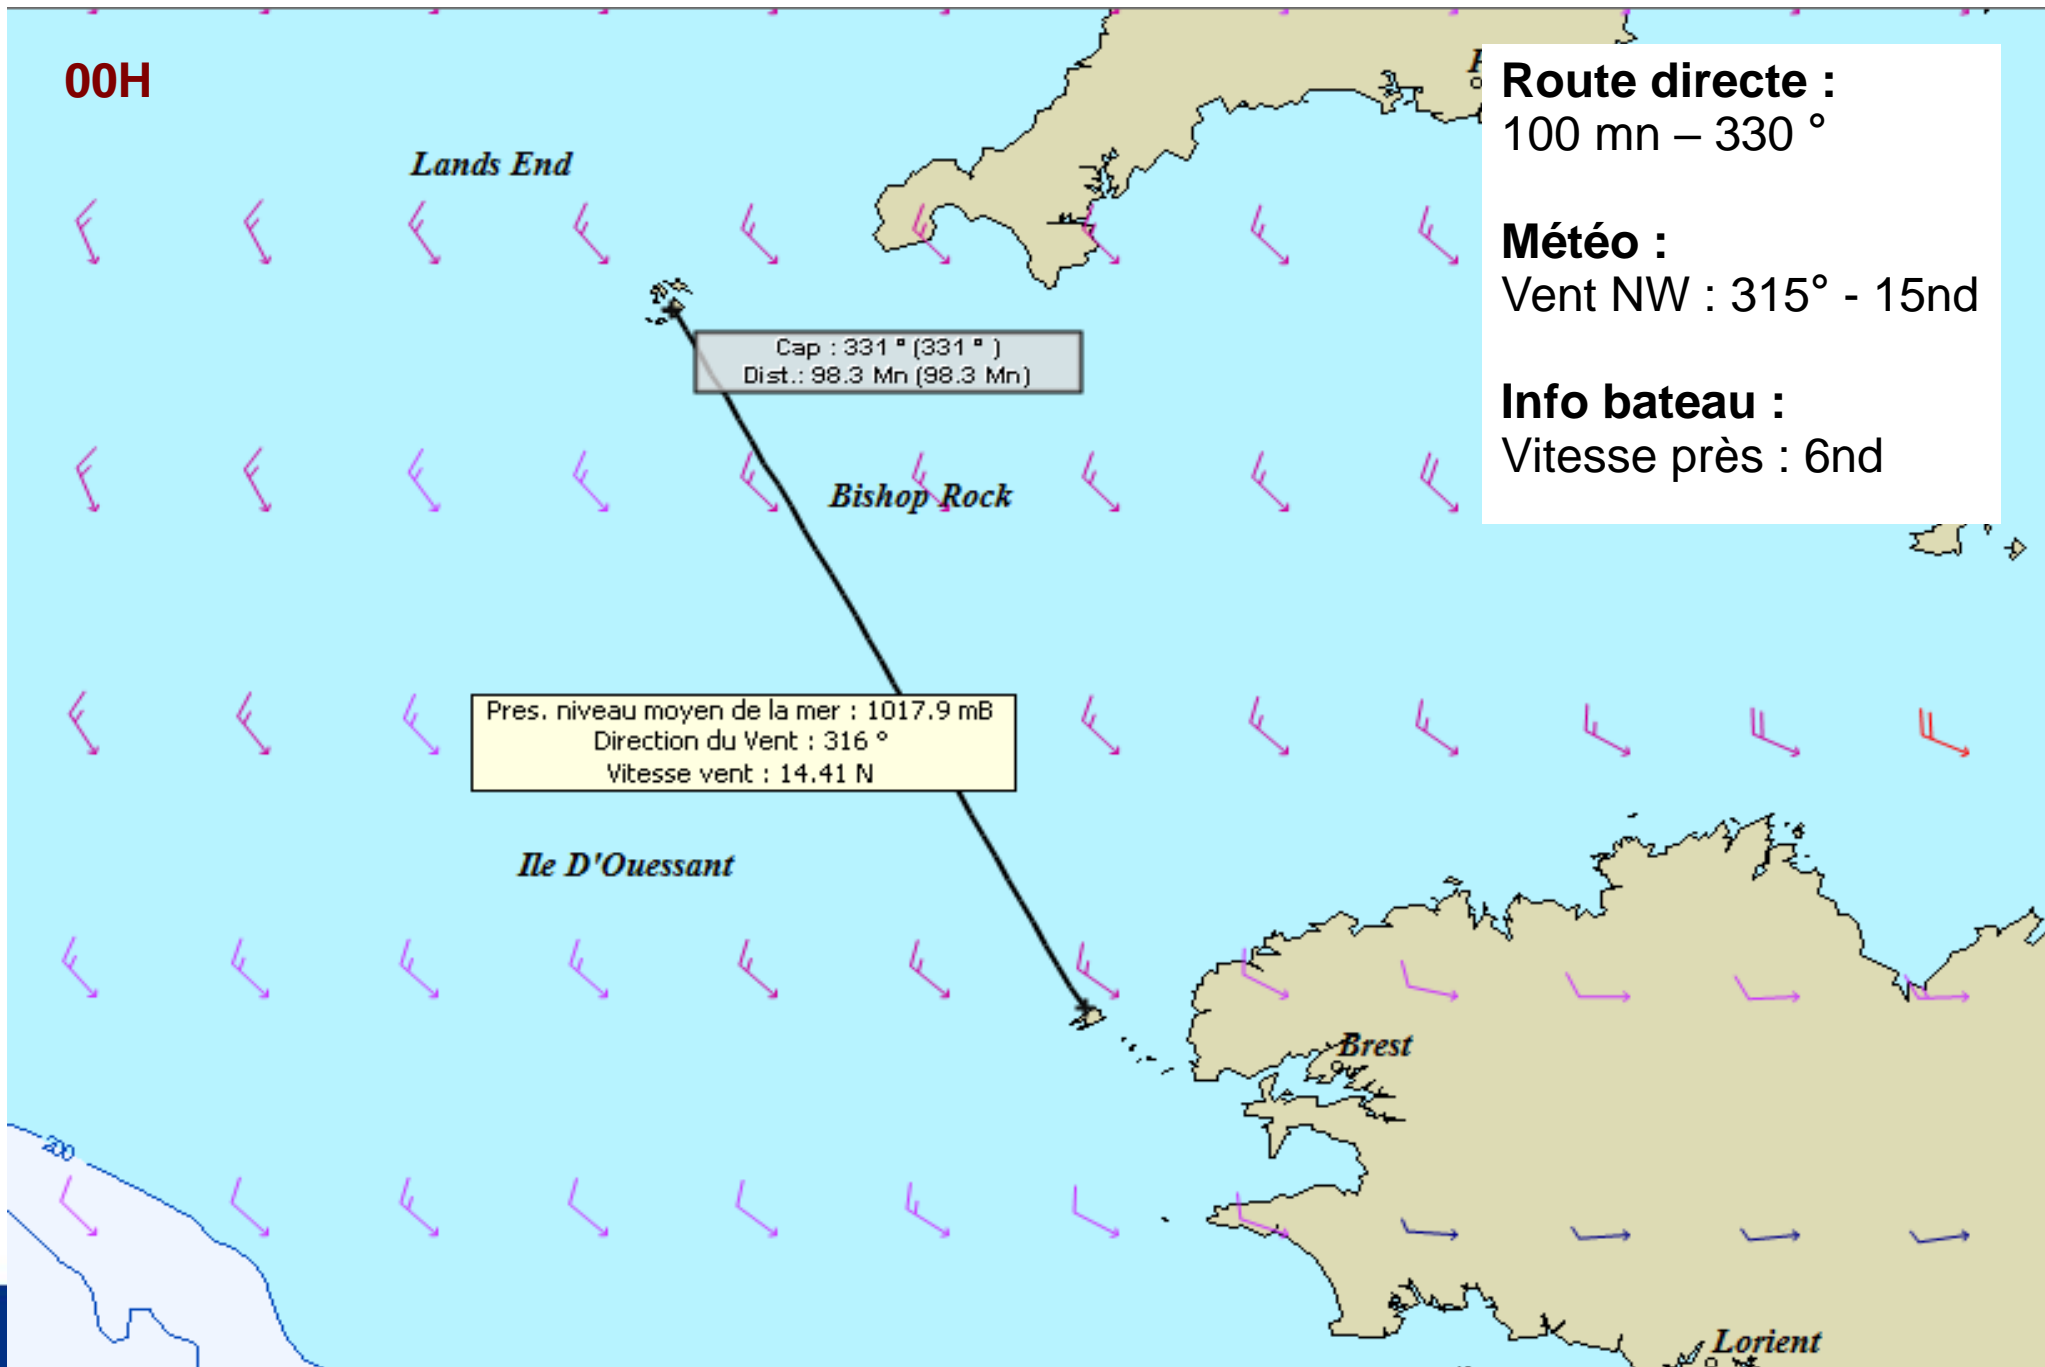 00H
Route directe :
100 mn – 330 °
Météo :
Vent NW : 315° - 15nd
Info bateau :
Vitesse près : 6nd
Lands End
Cap : 331 ° (331 ° )
Dist.: 98.3 Mn (98.3 Mn)
Bishop Rock
Pres. niveau moyen de la mer : 1017.9 mB
Direction du Vent : 316 °
Vitesse vent : 14.41 N
Ile D'Ouessant
Brest
200
Lorient